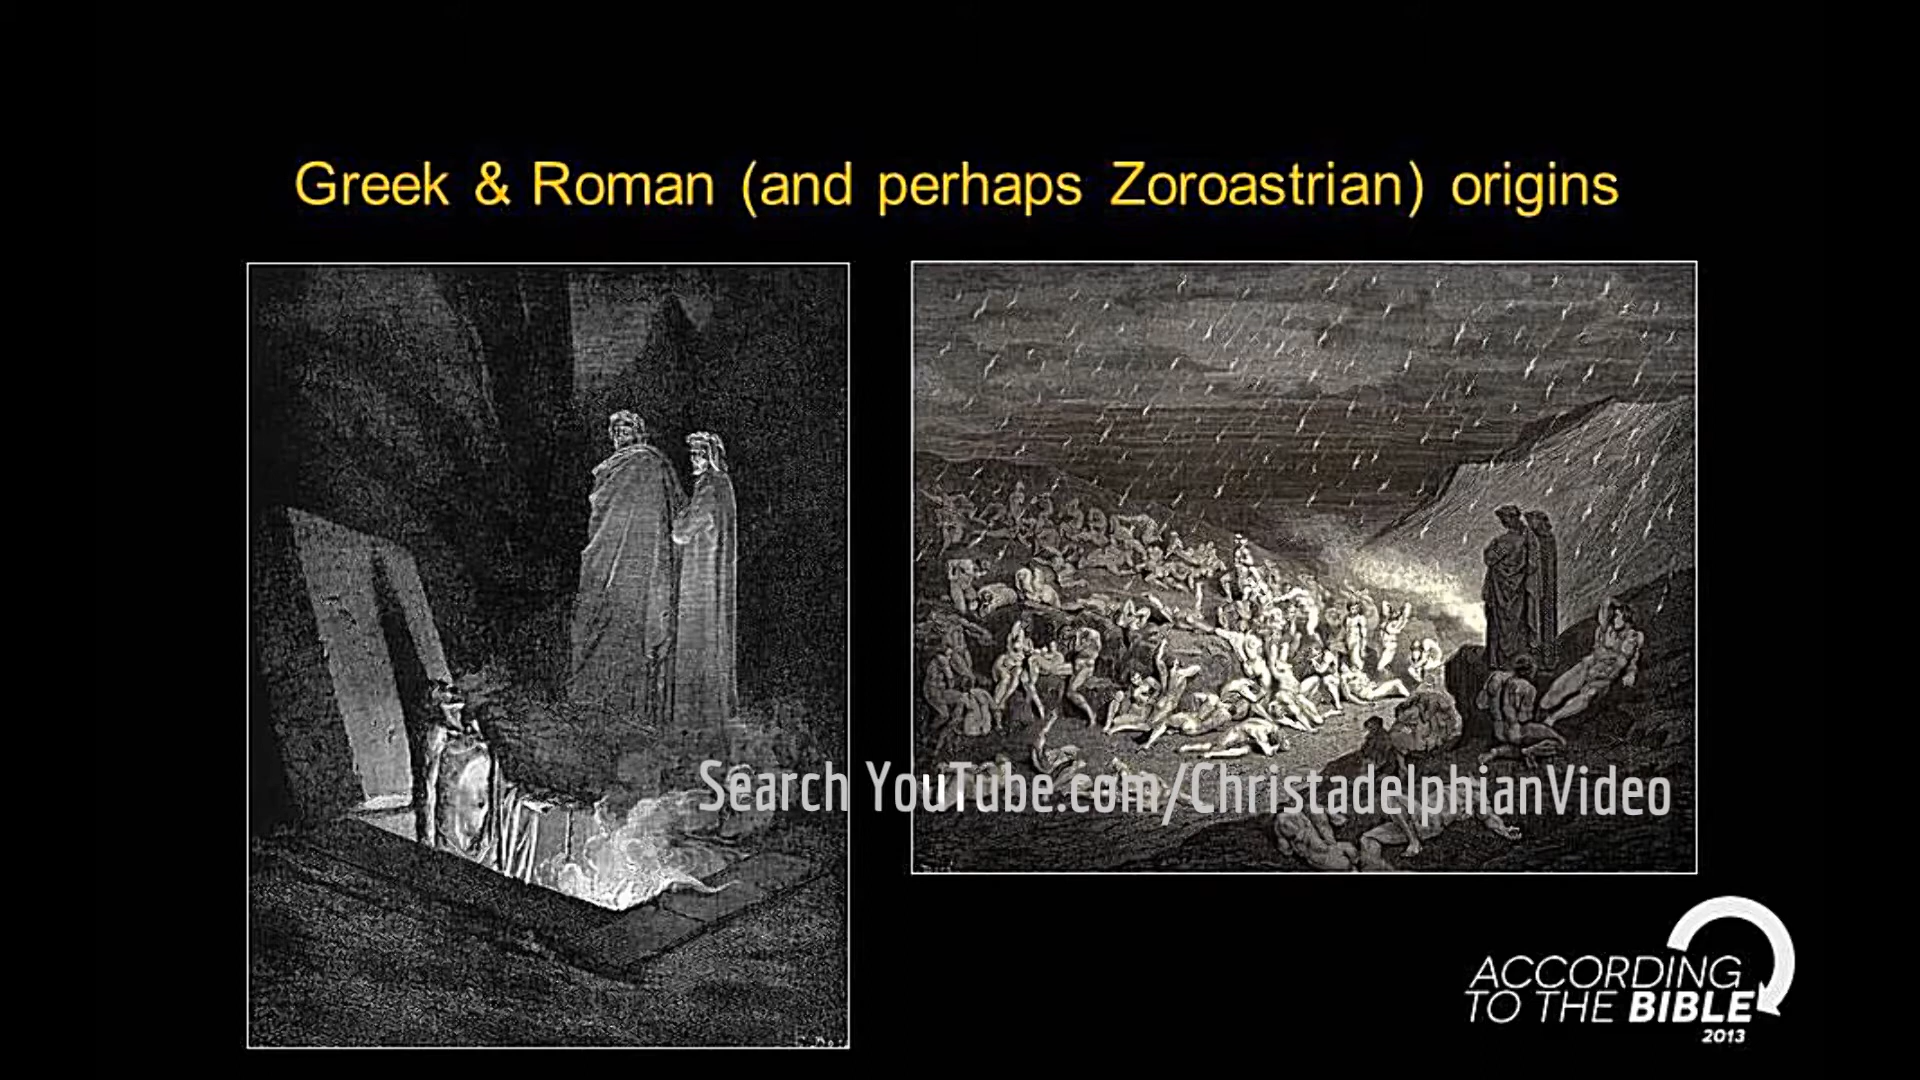 Greek & Roman (and perhaps Zoroastrian) origins
Search YouTube.com/ChristadelphianVideo
ACCORDING
TO THE BIBLE
2013